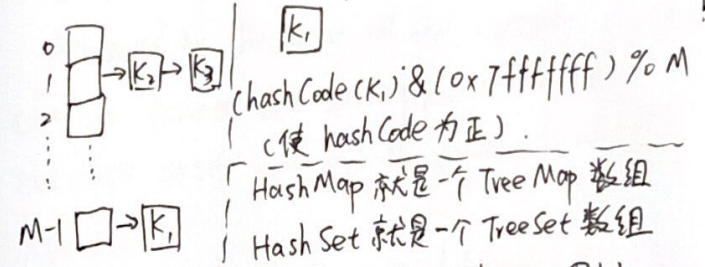 0
1
2
K₂
K₃
M-1
K₁
K₁
(hashCode(K₁) & (0x7fffffff) % M
(使 hashCode 为正).
HashMap 就是一个 TreeMap 数组
HashSet 就是一个 TreeSet 数组